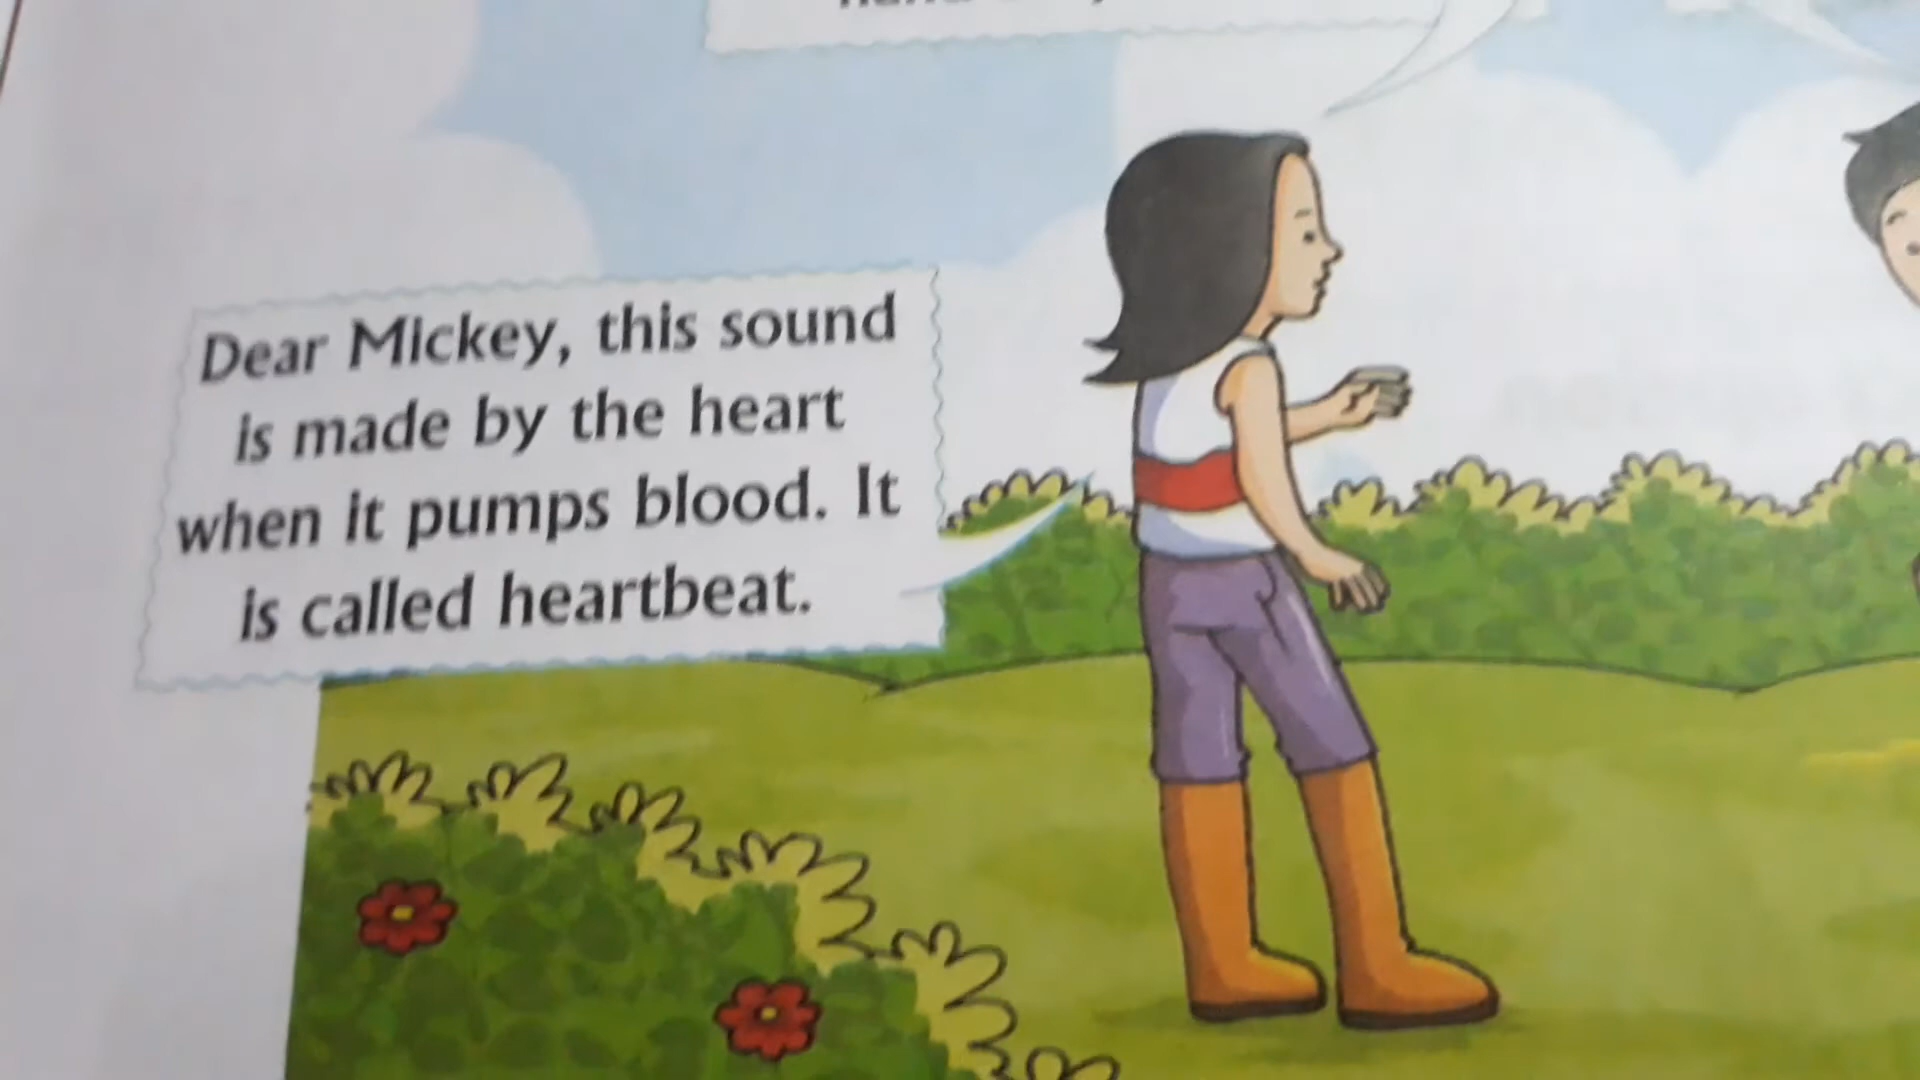 Dear Mickey, this sound
is made by the heart
when it pumps blood. It
is called heartbeat.